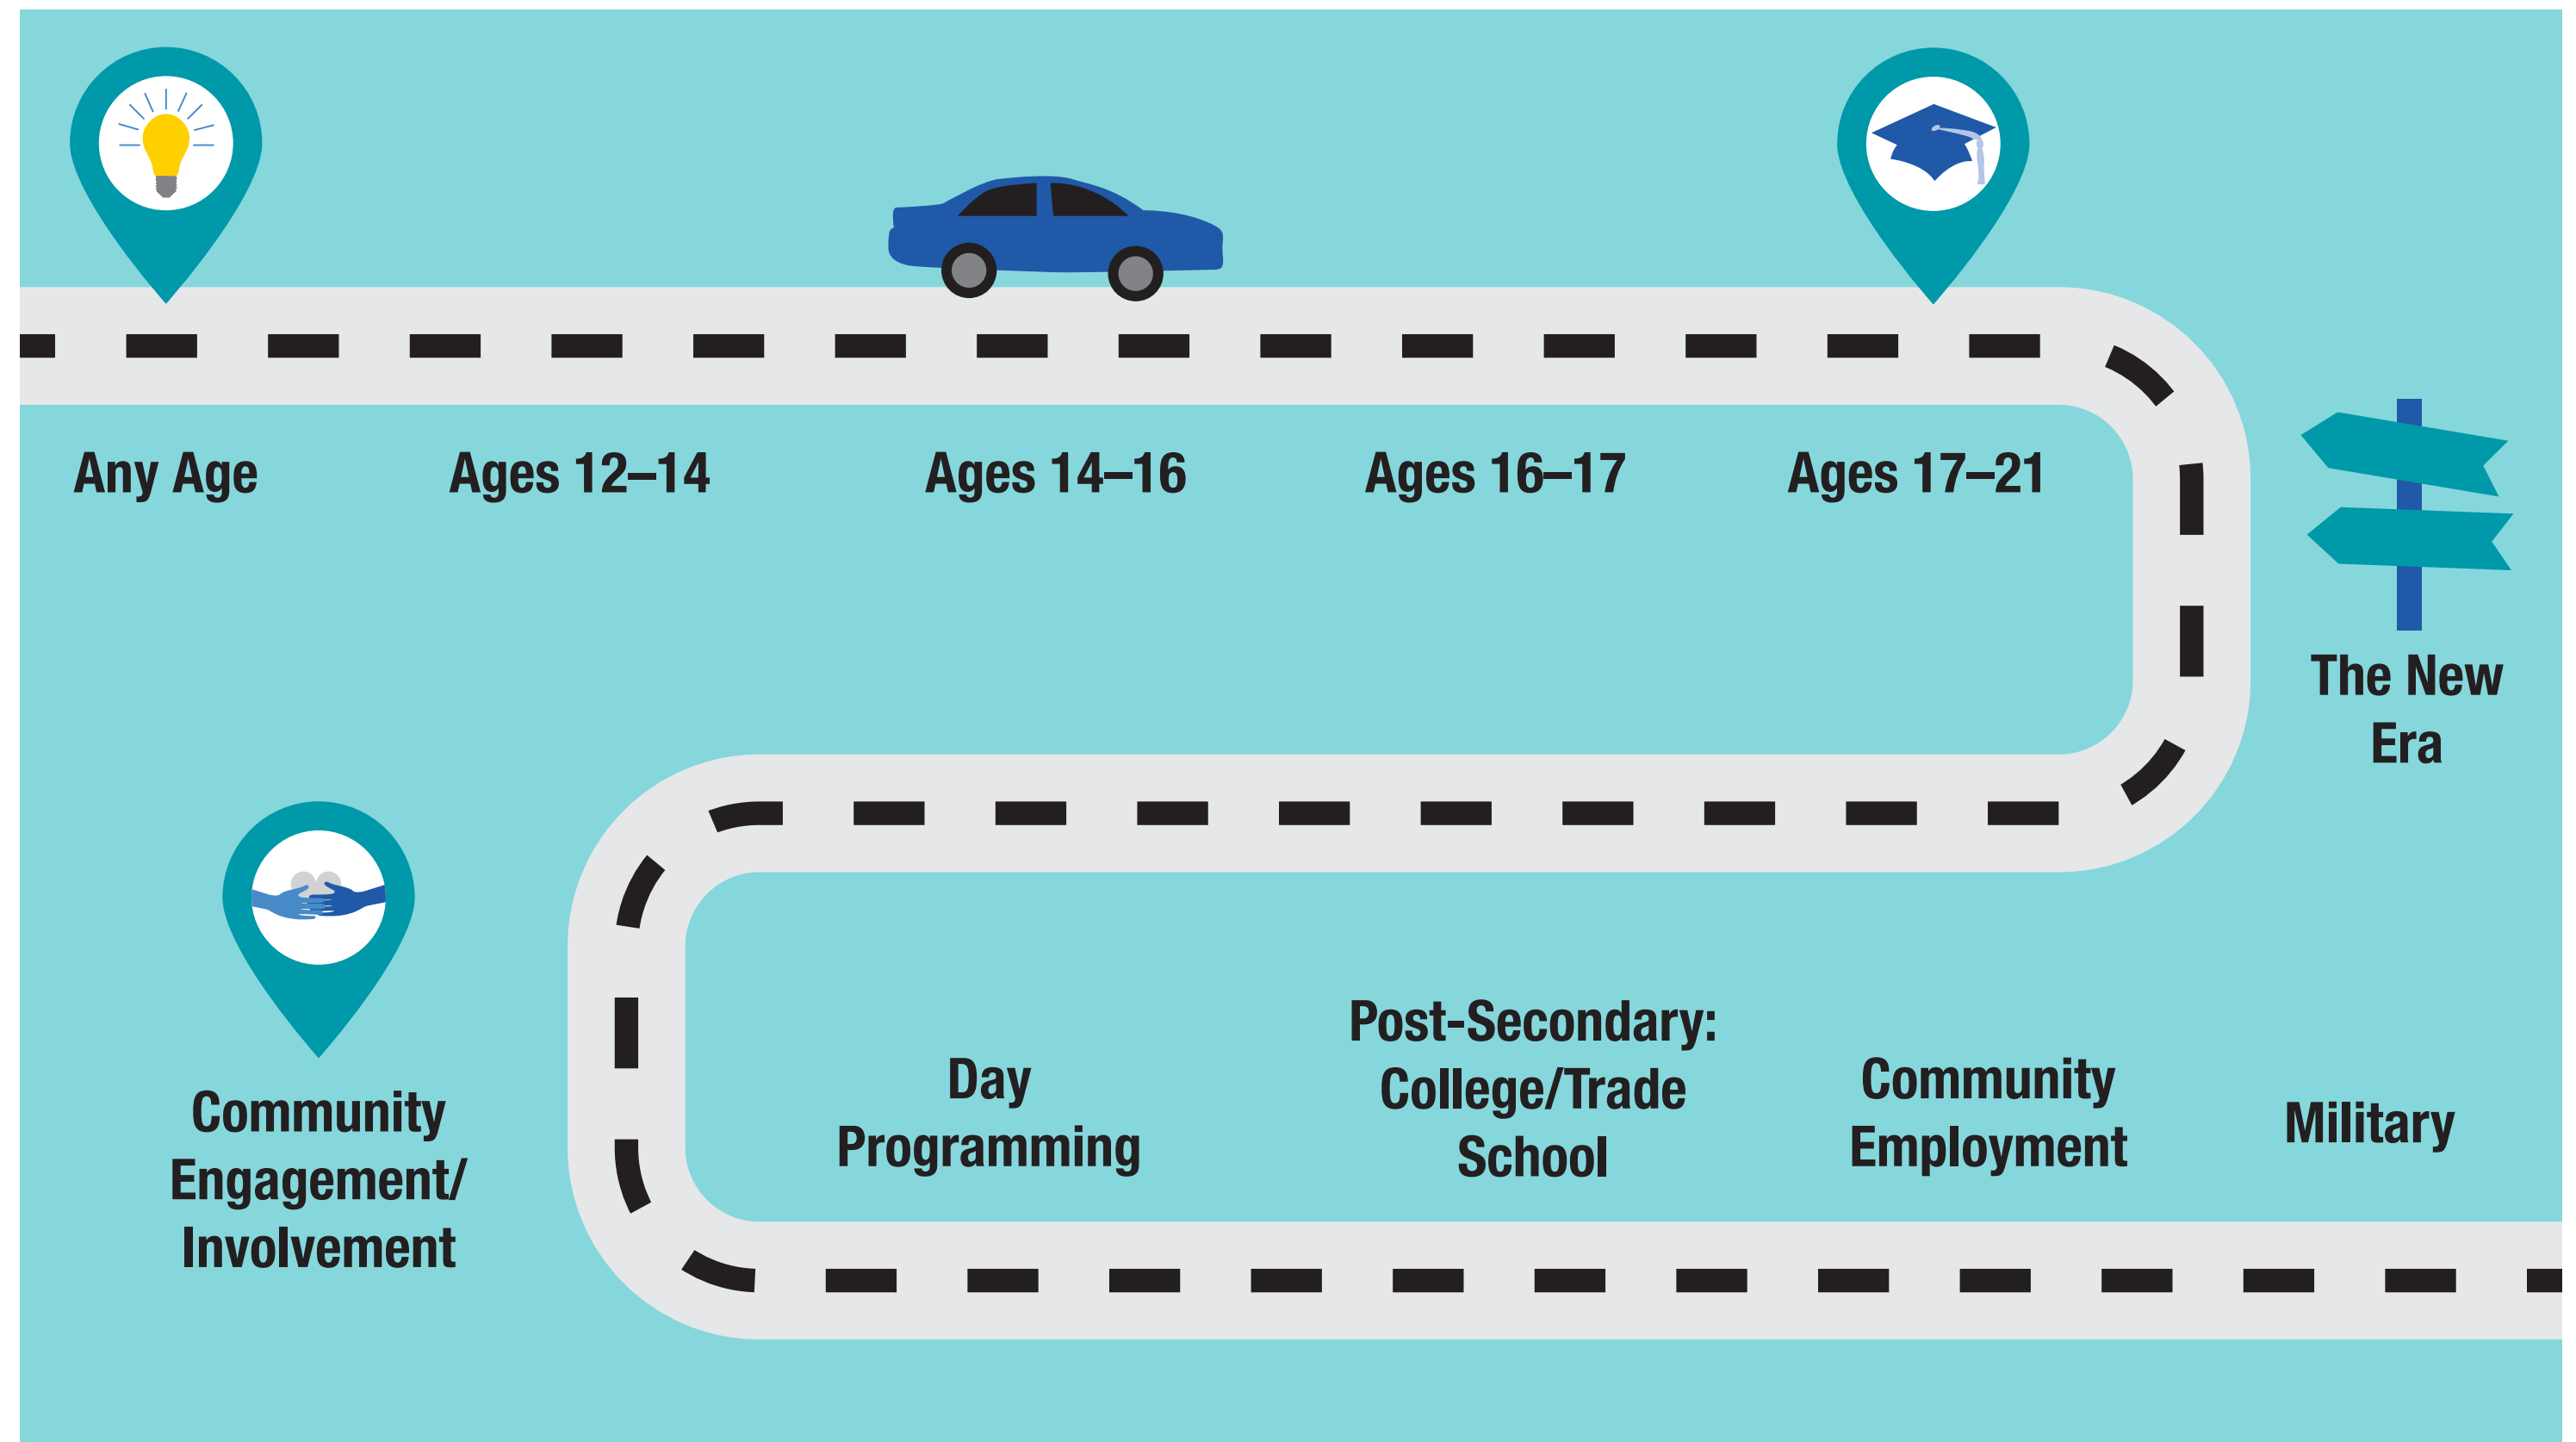 Any Age
Ages 12–14
Ages 14–16
Ages 16–17
Ages 17–21
The New
Era
Community
Engagement/
Involvement
Day
Programming
Post-Secondary:
College/Trade
School
Community
Employment
Military